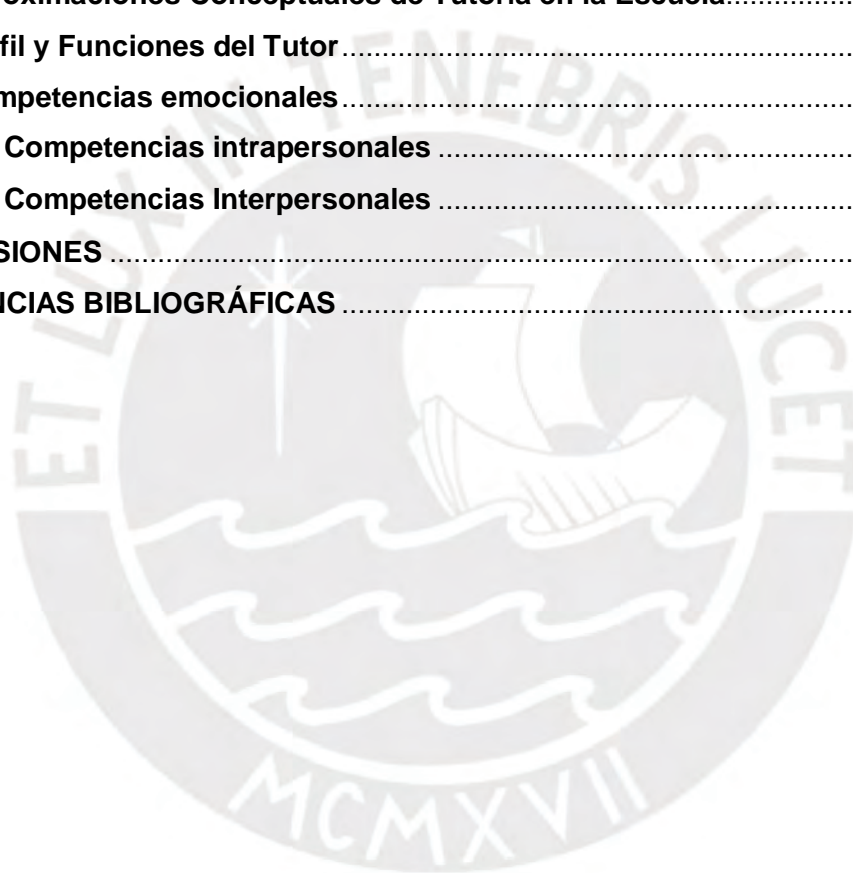 oximaciones Conceptuales de Tutoría en la Escuela..............
fil y Funciones del Tutor..............................................................
mpetencias emocionales..............................................................
Competencias intrapersonales ..................................................
Competencias Interpersonales ..................................................
SIONES ..........................................................................................
NCIAS BIBLIOGRÁFICAS ..............................................................
ET LUX IN TENEBRIS LUCET
MCMXVII